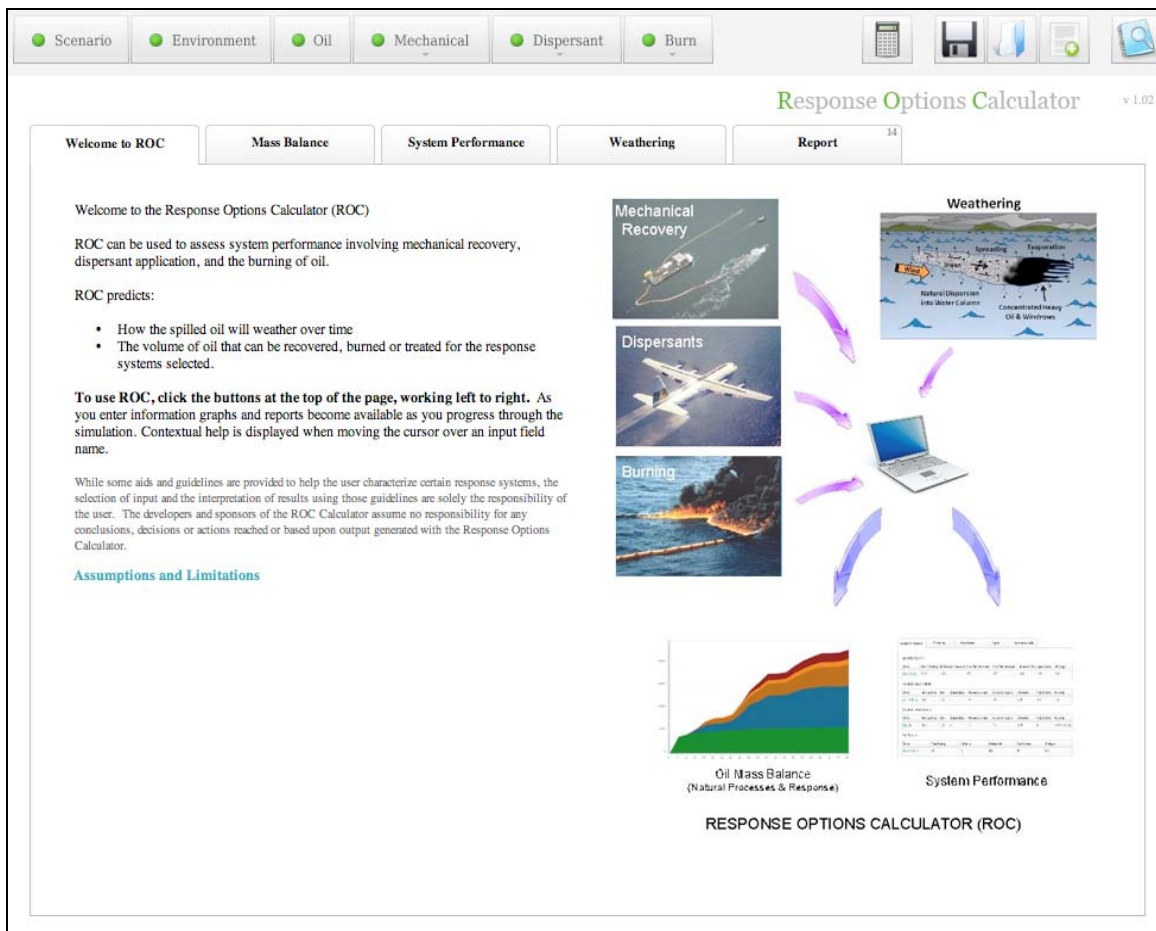 Scenario
Environment
Oil
Mechanical
Dispersant
Burn
Response Options Calculator
v 1.02
Welcome to ROC
Mass Balance
System Performance
Weathering
Report
14
Welcome to the Response Options Calculator (ROC)
ROC can be used to assess system performance involving mechanical recovery,
dispersant application, and the burning of oil.
ROC predicts:
• How the spilled oil will weather over time
• The volume of oil that can be recovered, burned or treated for the response
systems selected.
To use ROC, click the buttons at the top of the page, working left to right. As
you enter information graphs and reports become available as you progress through the
simulation. Contextual help is displayed when moving the cursor over an input field
name.
While some aids and guidelines are provided to help the user characterize certain response systems, the
selection of input and the interpretation of results using those guidelines are solely the responsibility of
the user. The developers and sponsors of the ROC Calculator assume no responsibility for any
conclusions, decisions or actions reached or based upon output generated with the Response Options
Calculator.
Assumptions and Limitations
Mechanical
Recovery
Dispersants
Burning
Weathering
Spreading
Evaporation
Sheen
Wind
Natural Dispersion
into Water Column
Concentrated Heavy
Oil & Windrows
Oil Mass Balance
(Natural Processes & Response)
System Performance
RESPONSE OPTIONS CALCULATOR (ROC)